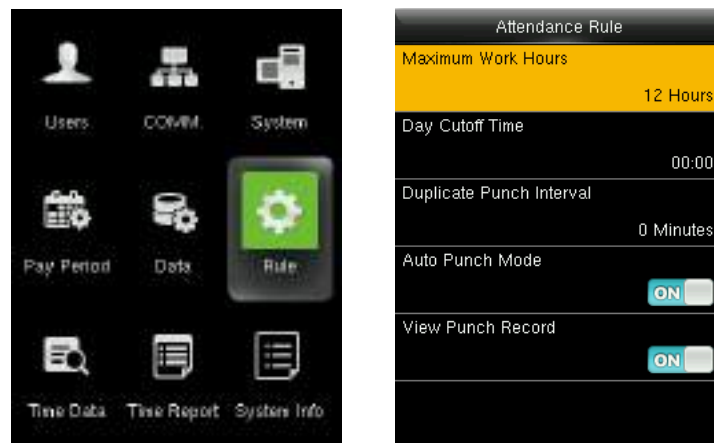 Users COMM. System
Pay Period Data Rule
Time Data Time Report System Info
Attendance Rule
Maximum Work Hours
12 Hours
Day Cutoff Time
00:00
Duplicate Punch Interval
0 Minutes
Auto Punch Mode
ON
View Punch Record
ON